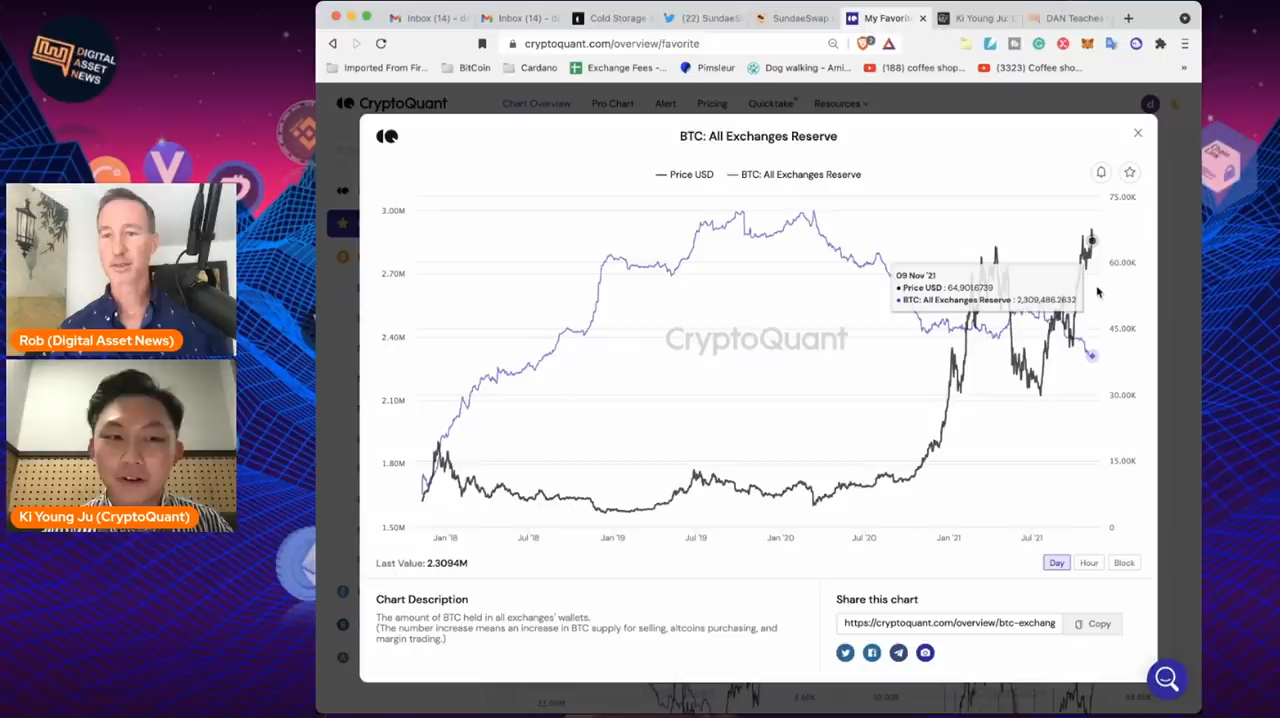 DIGITAL
ASSET
NEWS
Rob (Digital Asset News)
Ki Young Ju (CryptoQuant)
Inbox (14) – d
Inbox (14) – d
Cold Storage
(22) SundaeS
SundaeSwap
My Favorit
Ki Young Ju:
DAN Teache
cryptoquant.com/overview/favorite
Imported From Fir...
BitCoin
Cardano
Exchange Fees -...
Pimsleur
Dog walking - Ami...
(188) coffee shop...
(3323) Coffee sho...
CryptoQuant
Chart Overview
Pro Chart
Alert
Pricing
Quicktake
Resources
BTC: All Exchanges Reserve
Price USD
BTC: All Exchanges Reserve
3.00M
2.70M
2.40M
2.10M
1.80M
1.50M
75.00K
60.00K
45.00K
30.00K
15.00K
0
09 Nov '21
Price USD : 64,901.6739
BTC: All Exchanges Reserve : 2,309,486.2632
CryptoQuant
Jan '18
Jul '18
Jan '19
Jul '19
Jan '20
Jul '20
Jan '21
Jul '21
Last Value: 2.3094M
Day
Hour
Block
Chart Description
The amount of BTC held in all exchanges' wallets.
(The number increase means an increase in BTC supply for selling, altcoins purchasing, and
margin trading.)
Share this chart
https://cryptoquant.com/overview/btc-exchang
Copy